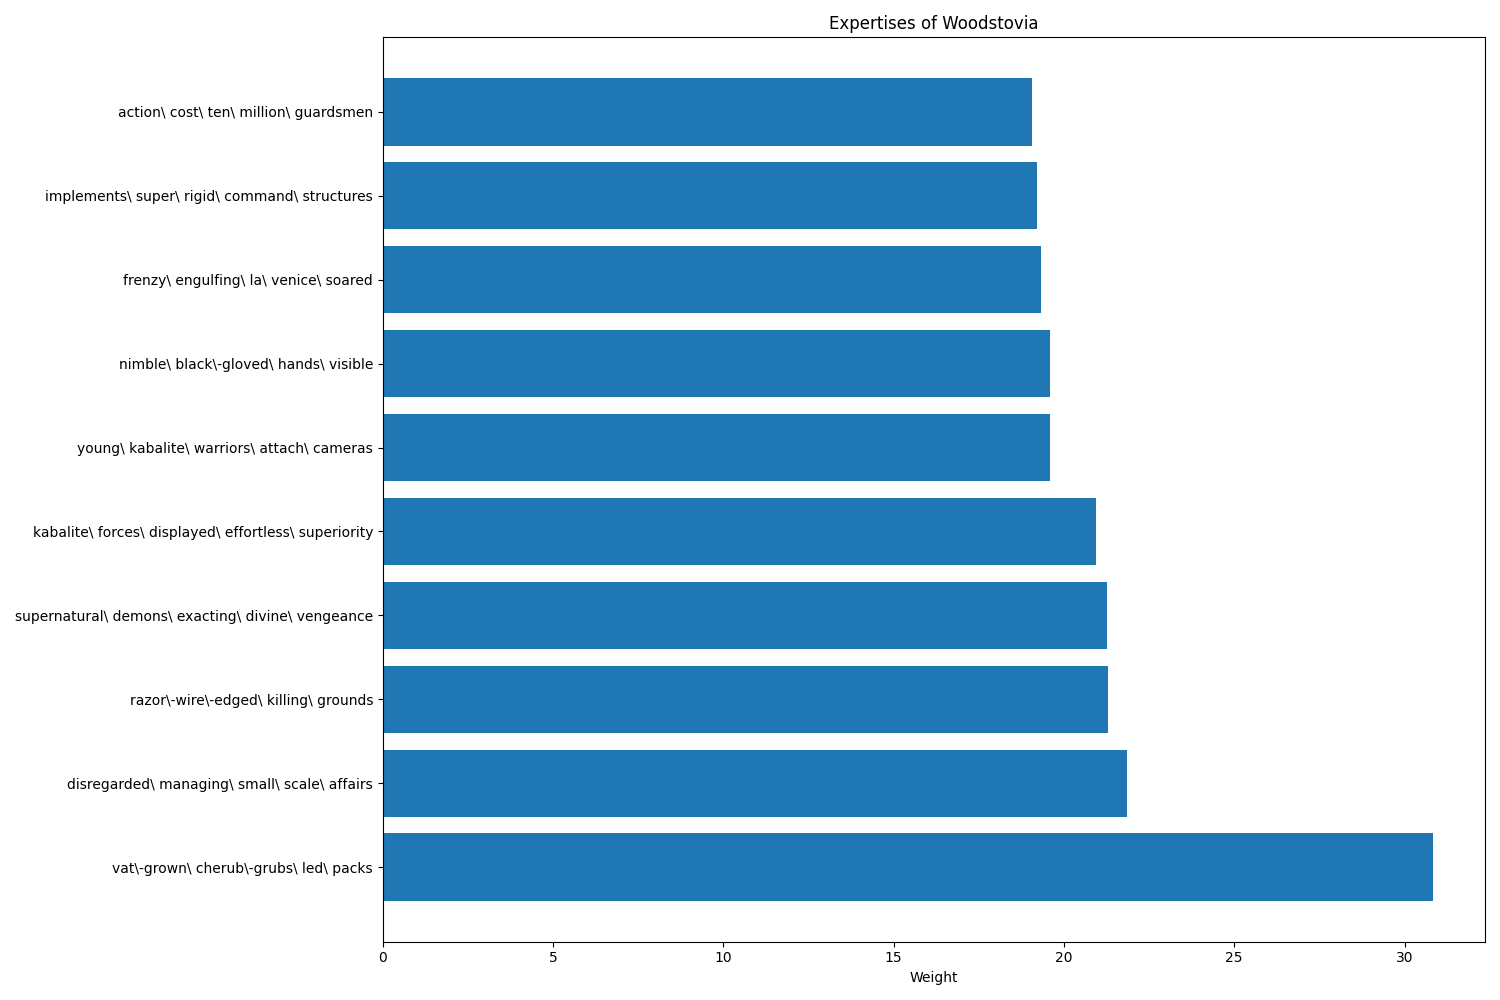 Expertises of Woodstovia
action\ cost\ ten\ million\ guardsmen
implements\ super\ rigid\ command\ structures
frenzy\ engulfing\ la\ venice\ soared
nimble\ black\-gloved\ hands\ visible
young\ kabalite\ warriors\ attach\ cameras
kabalite\ forces\ displayed\ effortless\ superiority
supernatural\ demons\ exacting\ divine\ vengeance
razor\-wire\-edged\ killing\ grounds
disregarded\ managing\ small\ scale\ affairs
vat\-grown\ cherub\-grubs\ led\ packs
0 5 10 15 20 25 30
Weight